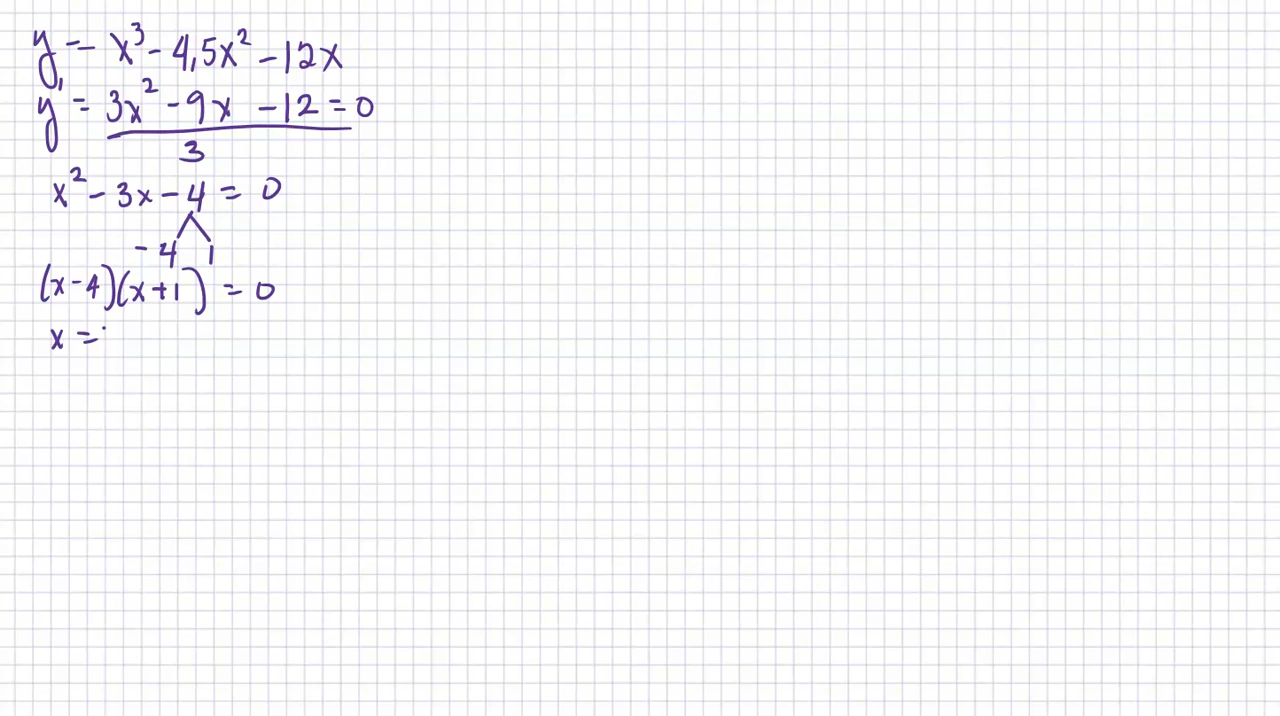 y = x³ - 4,5x² - 12x
y' = 3x² - 9x - 12 = 0
3
x² - 3x - 4 = 0
-4 1
(x-4)(x+1) = 0
x =